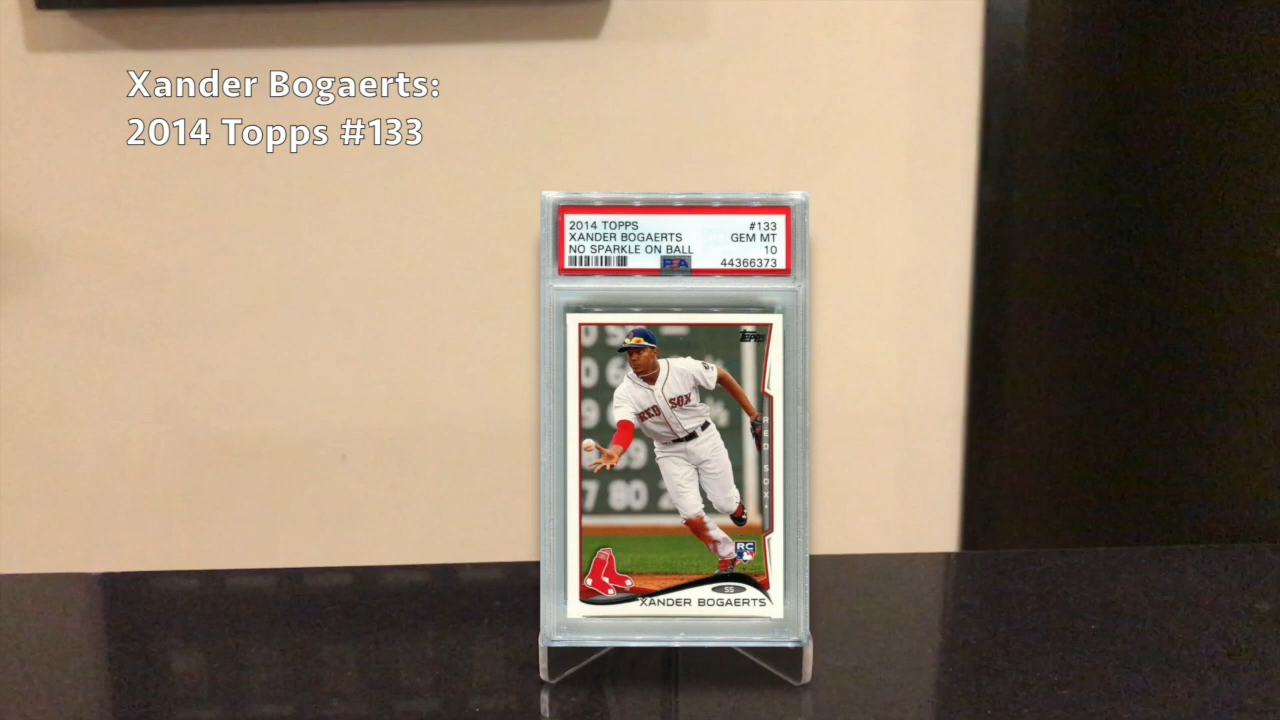 Xander Bogaerts:
2014 Topps #133
2014 TOPPS #133
XANDER BOGAERTS GEM MT
NO SPARKLE ON BALL 10
PSA 44366373
TOPPS
RED SOX
RED SOX
RC
SS
XANDER BOGAERTS